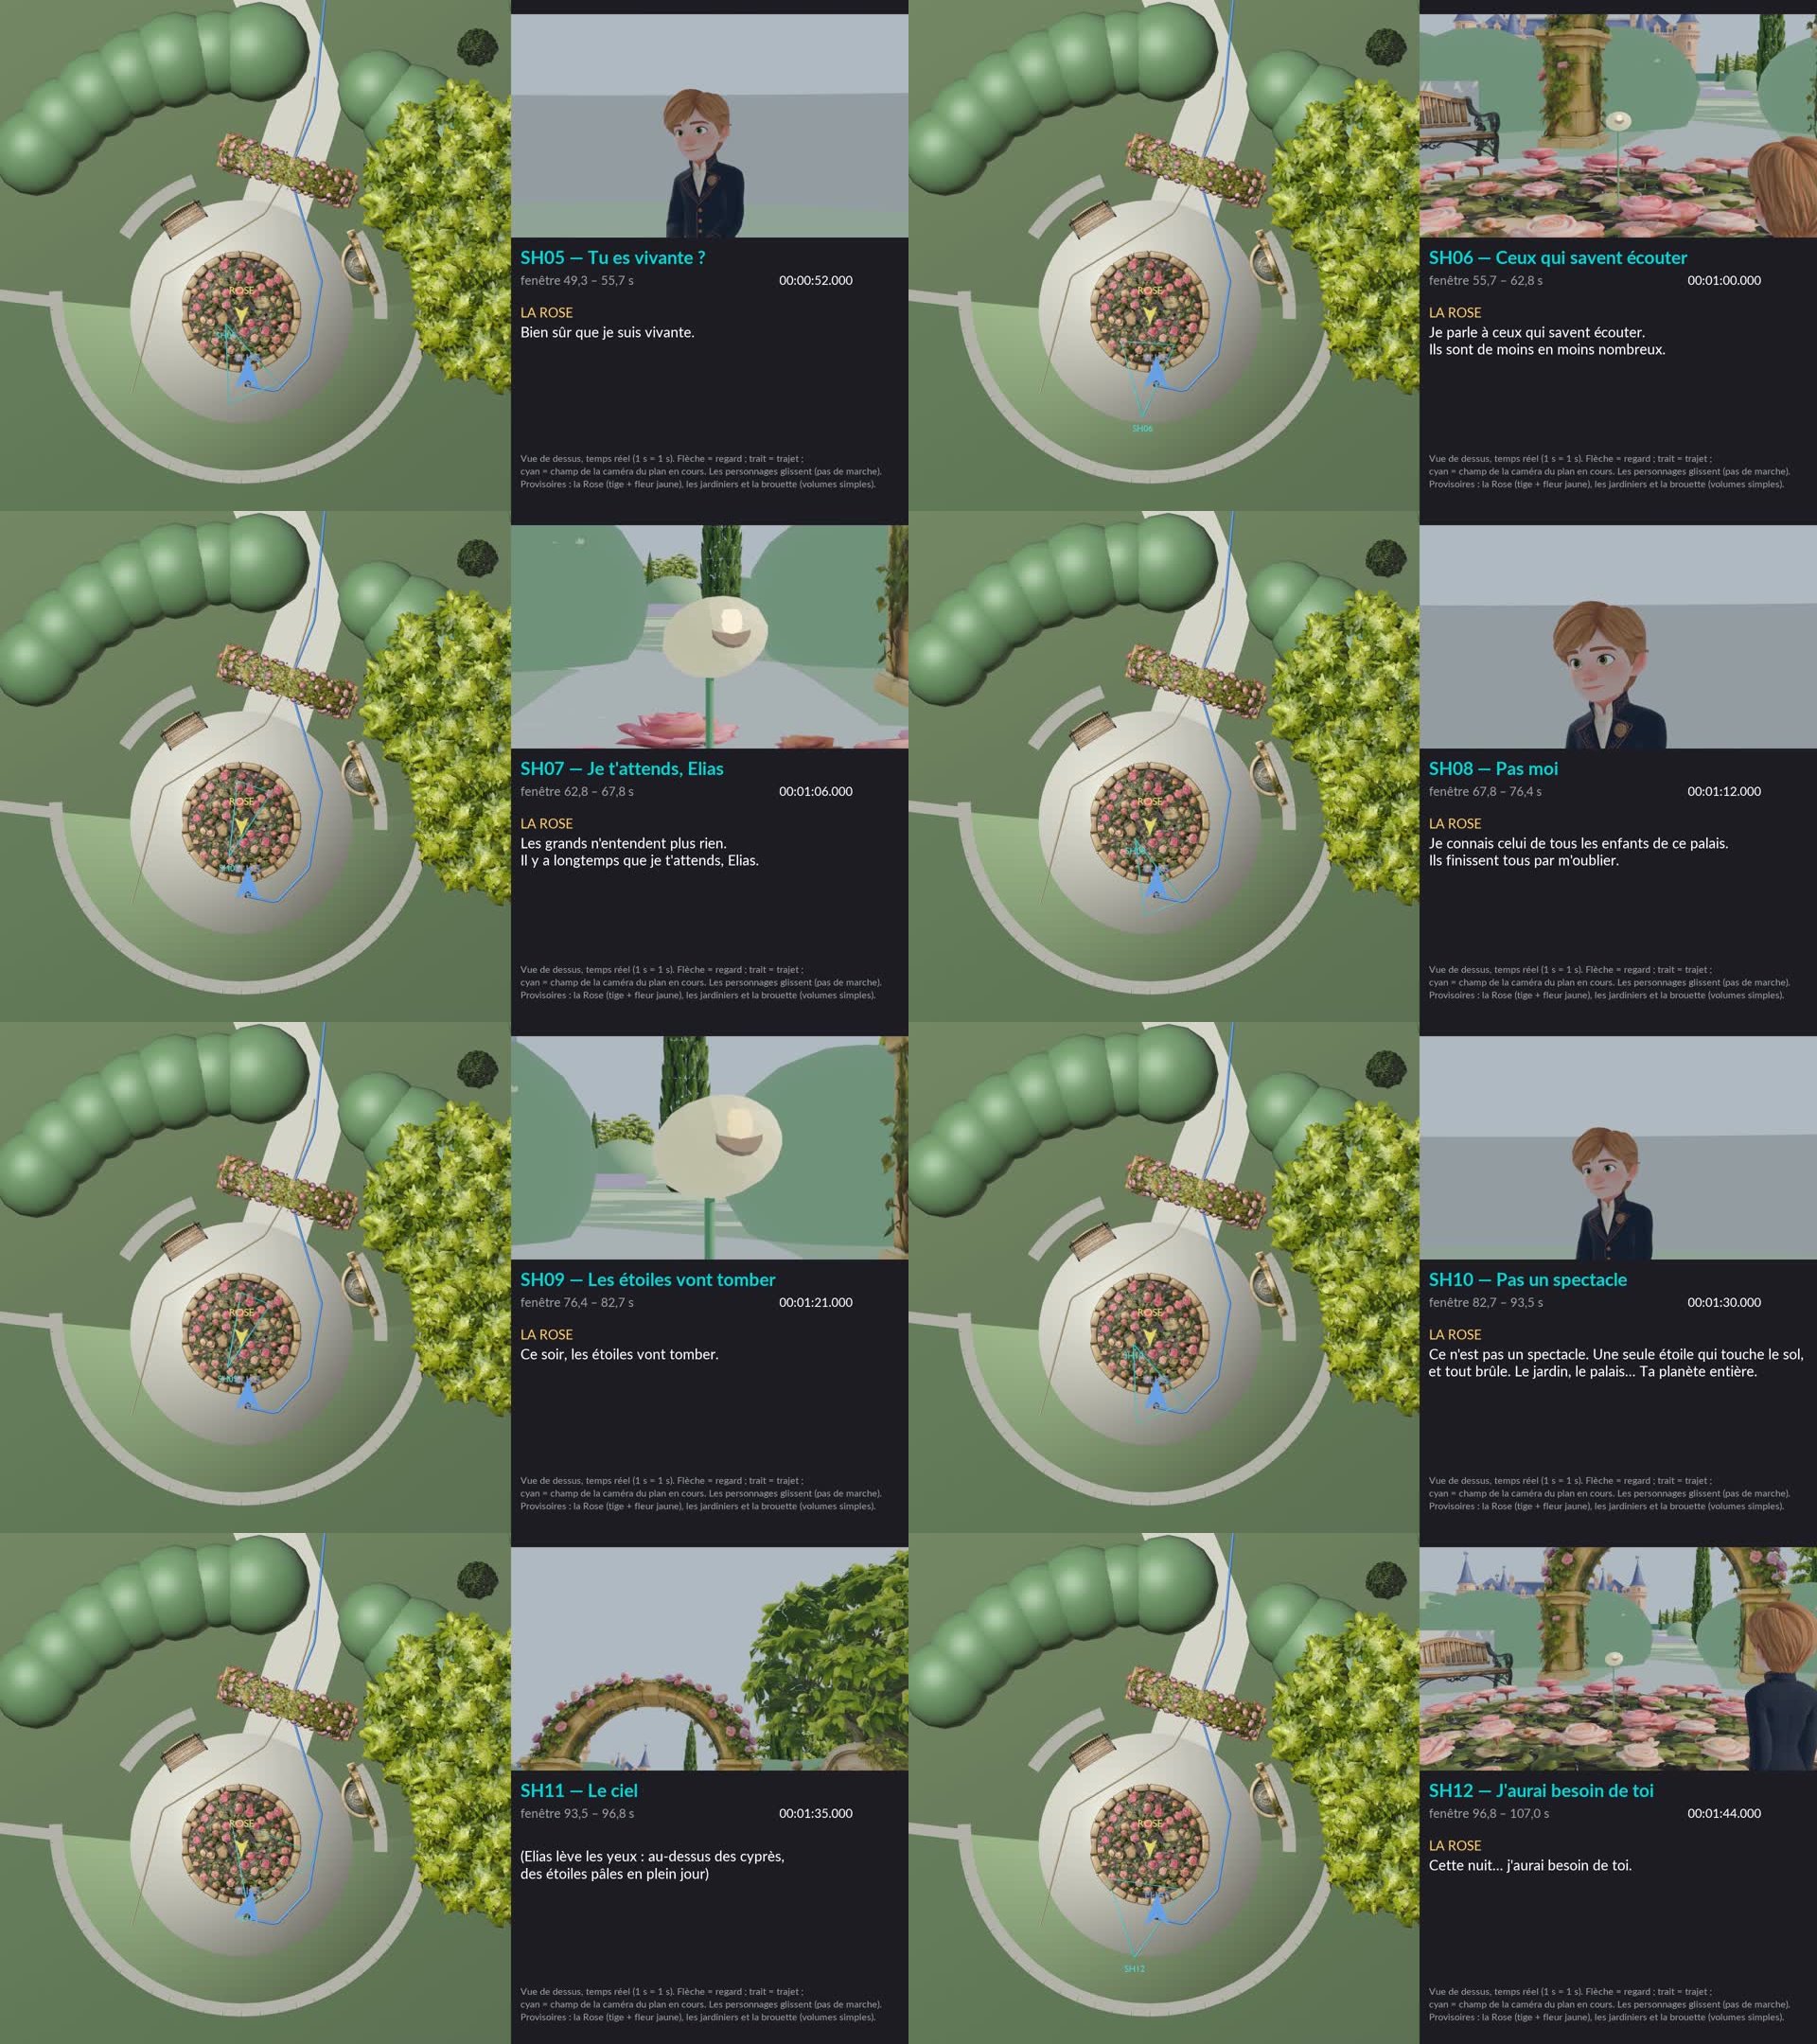 ROSE
SH05 — Tu es vivante ?
fenêtre 49,3 – 55,7 s 00:00:52.000
LA ROSE
Bien sûr que je suis vivante.
Vue de dessus, temps réel (1 s = 1 s). Flèche = regard ; trait = trajet ;
cyan = champ de la caméra du plan en cours. Les personnages glissent (pas de marche).
Provisoires : la Rose (tige + fleur jaune), les jardiniers et la brouette (volumes simples).
ROSE
SH06
SH06 — Ceux qui savent écouter
fenêtre 55,7 – 62,8 s 00:01:00.000
LA ROSE
Je parle à ceux qui savent écouter.
Ils sont de moins en moins nombreux.
Vue de dessus, temps réel (1 s = 1 s). Flèche = regard ; trait = trajet ;
cyan = champ de la caméra du plan en cours. Les personnages glissent (pas de marche).
Provisoires : la Rose (tige + fleur jaune), les jardiniers et la brouette (volumes simples).
ROSE
SH07 — Je t'attends, Elias
fenêtre 62,8 – 67,8 s 00:01:06.000
LA ROSE
Les grands n'entendent plus rien.
Il y a longtemps que je t'attends, Elias.
Vue de dessus, temps réel (1 s = 1 s). Flèche = regard ; trait = trajet ;
cyan = champ de la caméra du plan en cours. Les personnages glissent (pas de marche).
Provisoires : la Rose (tige + fleur jaune), les jardiniers et la brouette (volumes simples).
ROSE
SH08 — Pas moi
fenêtre 67,8 – 76,4 s 00:01:12.000
LA ROSE
Je connais celui de tous les enfants de ce palais.
Ils finissent tous par m'oublier.
Vue de dessus, temps réel (1 s = 1 s). Flèche = regard ; trait = trajet ;
cyan = champ de la caméra du plan en cours. Les personnages glissent (pas de marche).
Provisoires : la Rose (tige + fleur jaune), les jardiniers et la brouette (volumes simples).
ROSE
SH09 — Les étoiles vont tomber
fenêtre 76,4 – 82,7 s 00:01:21.000
LA ROSE
Ce soir, les étoiles vont tomber.
Vue de dessus, temps réel (1 s = 1 s). Flèche = regard ; trait = trajet ;
cyan = champ de la caméra du plan en cours. Les personnages glissent (pas de marche).
Provisoires : la Rose (tige + fleur jaune), les jardiniers et la brouette (volumes simples).
ROSE
SH10 — Pas un spectacle
fenêtre 82,7 – 93,5 s 00:01:30.000
LA ROSE
Ce n'est pas un spectacle. Une seule étoile qui touche le sol,
et tout brûle. Le jardin, le palais... Ta planète entière.
Vue de dessus, temps réel (1 s = 1 s). Flèche = regard ; trait = trajet ;
cyan = champ de la caméra du plan en cours. Les personnages glissent (pas de marche).
Provisoires : la Rose (tige + fleur jaune), les jardiniers et la brouette (volumes simples).
ROSE
SH11 — Le ciel
fenêtre 93,5 – 96,8 s 00:01:35.000
(Elias lève les yeux : au-dessus des cyprès,
des étoiles pâles en plein jour)
Vue de dessus, temps réel (1 s = 1 s). Flèche = regard ; trait = trajet ;
cyan = champ de la caméra du plan en cours. Les personnages glissent (pas de marche).
Provisoires : la Rose (tige + fleur jaune), les jardiniers et la brouette (volumes simples).
ROSE
SH12
SH12 — J'aurai besoin de toi
fenêtre 96,8 – 107,0 s 00:01:44.000
LA ROSE
Cette nuit... j'aurai besoin de toi.
Vue de dessus, temps réel (1 s = 1 s). Flèche = regard ; trait = trajet ;
cyan = champ de la caméra du plan en cours. Les personnages glissent (pas de marche).
Provisoires : la Rose (tige + fleur jaune), les jardiniers et la brouette (volumes simples).